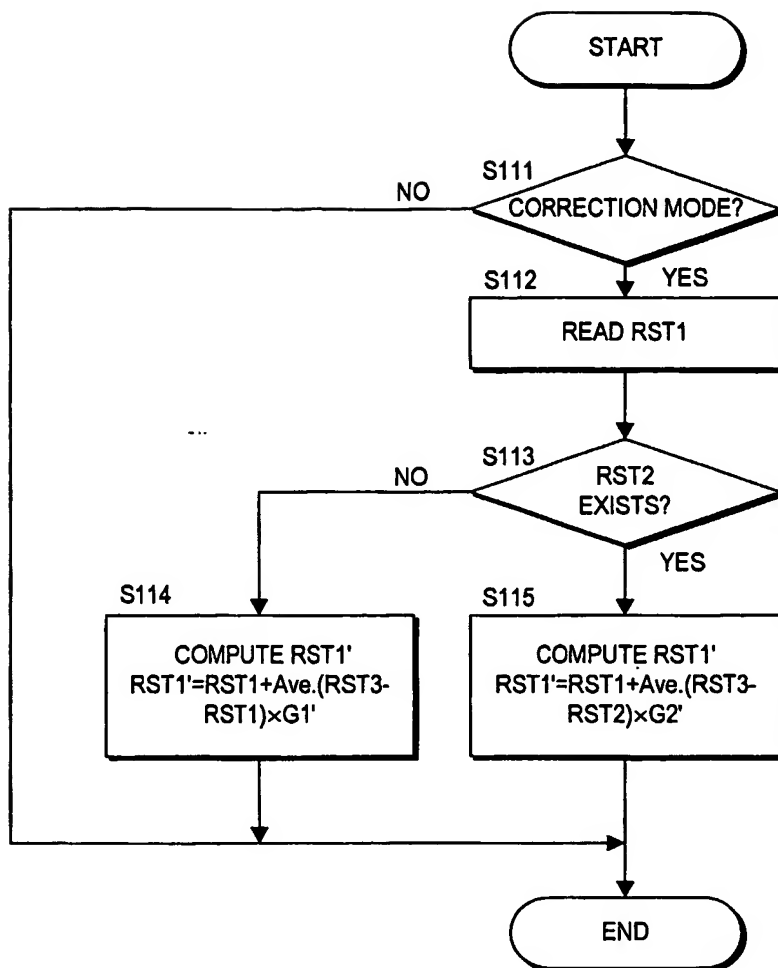 START
S111
NO
CORRECTION MODE?
YES
S112
READ RST1
S113
NO
RST2
EXISTS?
YES
S114
COMPUTE RST1'
RST1'=RST1+Ave.(RST3-
RST1)×G1'
S115
COMPUTE RST1'
RST1'=RST1+Ave.(RST3-
RST2)×G2'
END